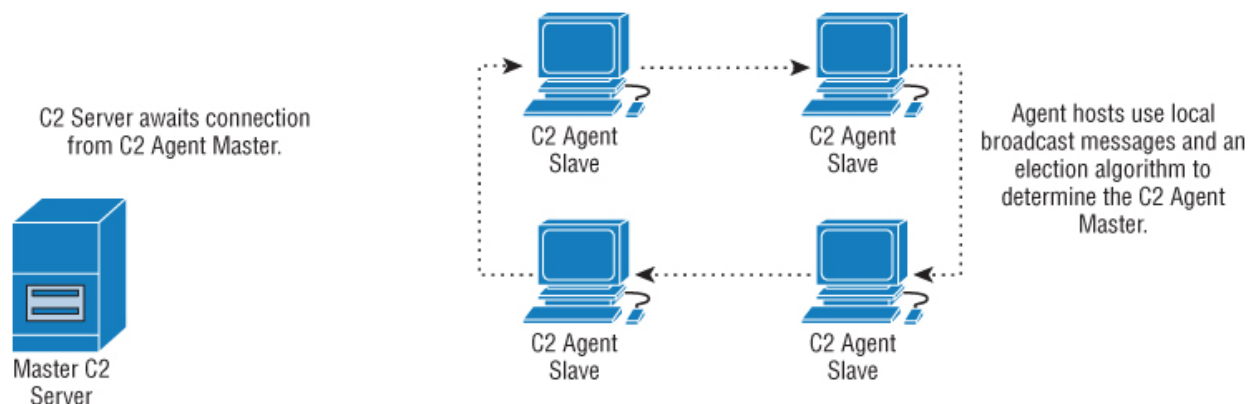 C2 Server awaits connection
from C2 Agent Master.
Master C2
Server
C2 Agent
Slave
C2 Agent
Slave
C2 Agent
Slave
C2 Agent
Slave
Agent hosts use local
broadcast messages and an
election algorithm to
determine the C2 Agent
Master.